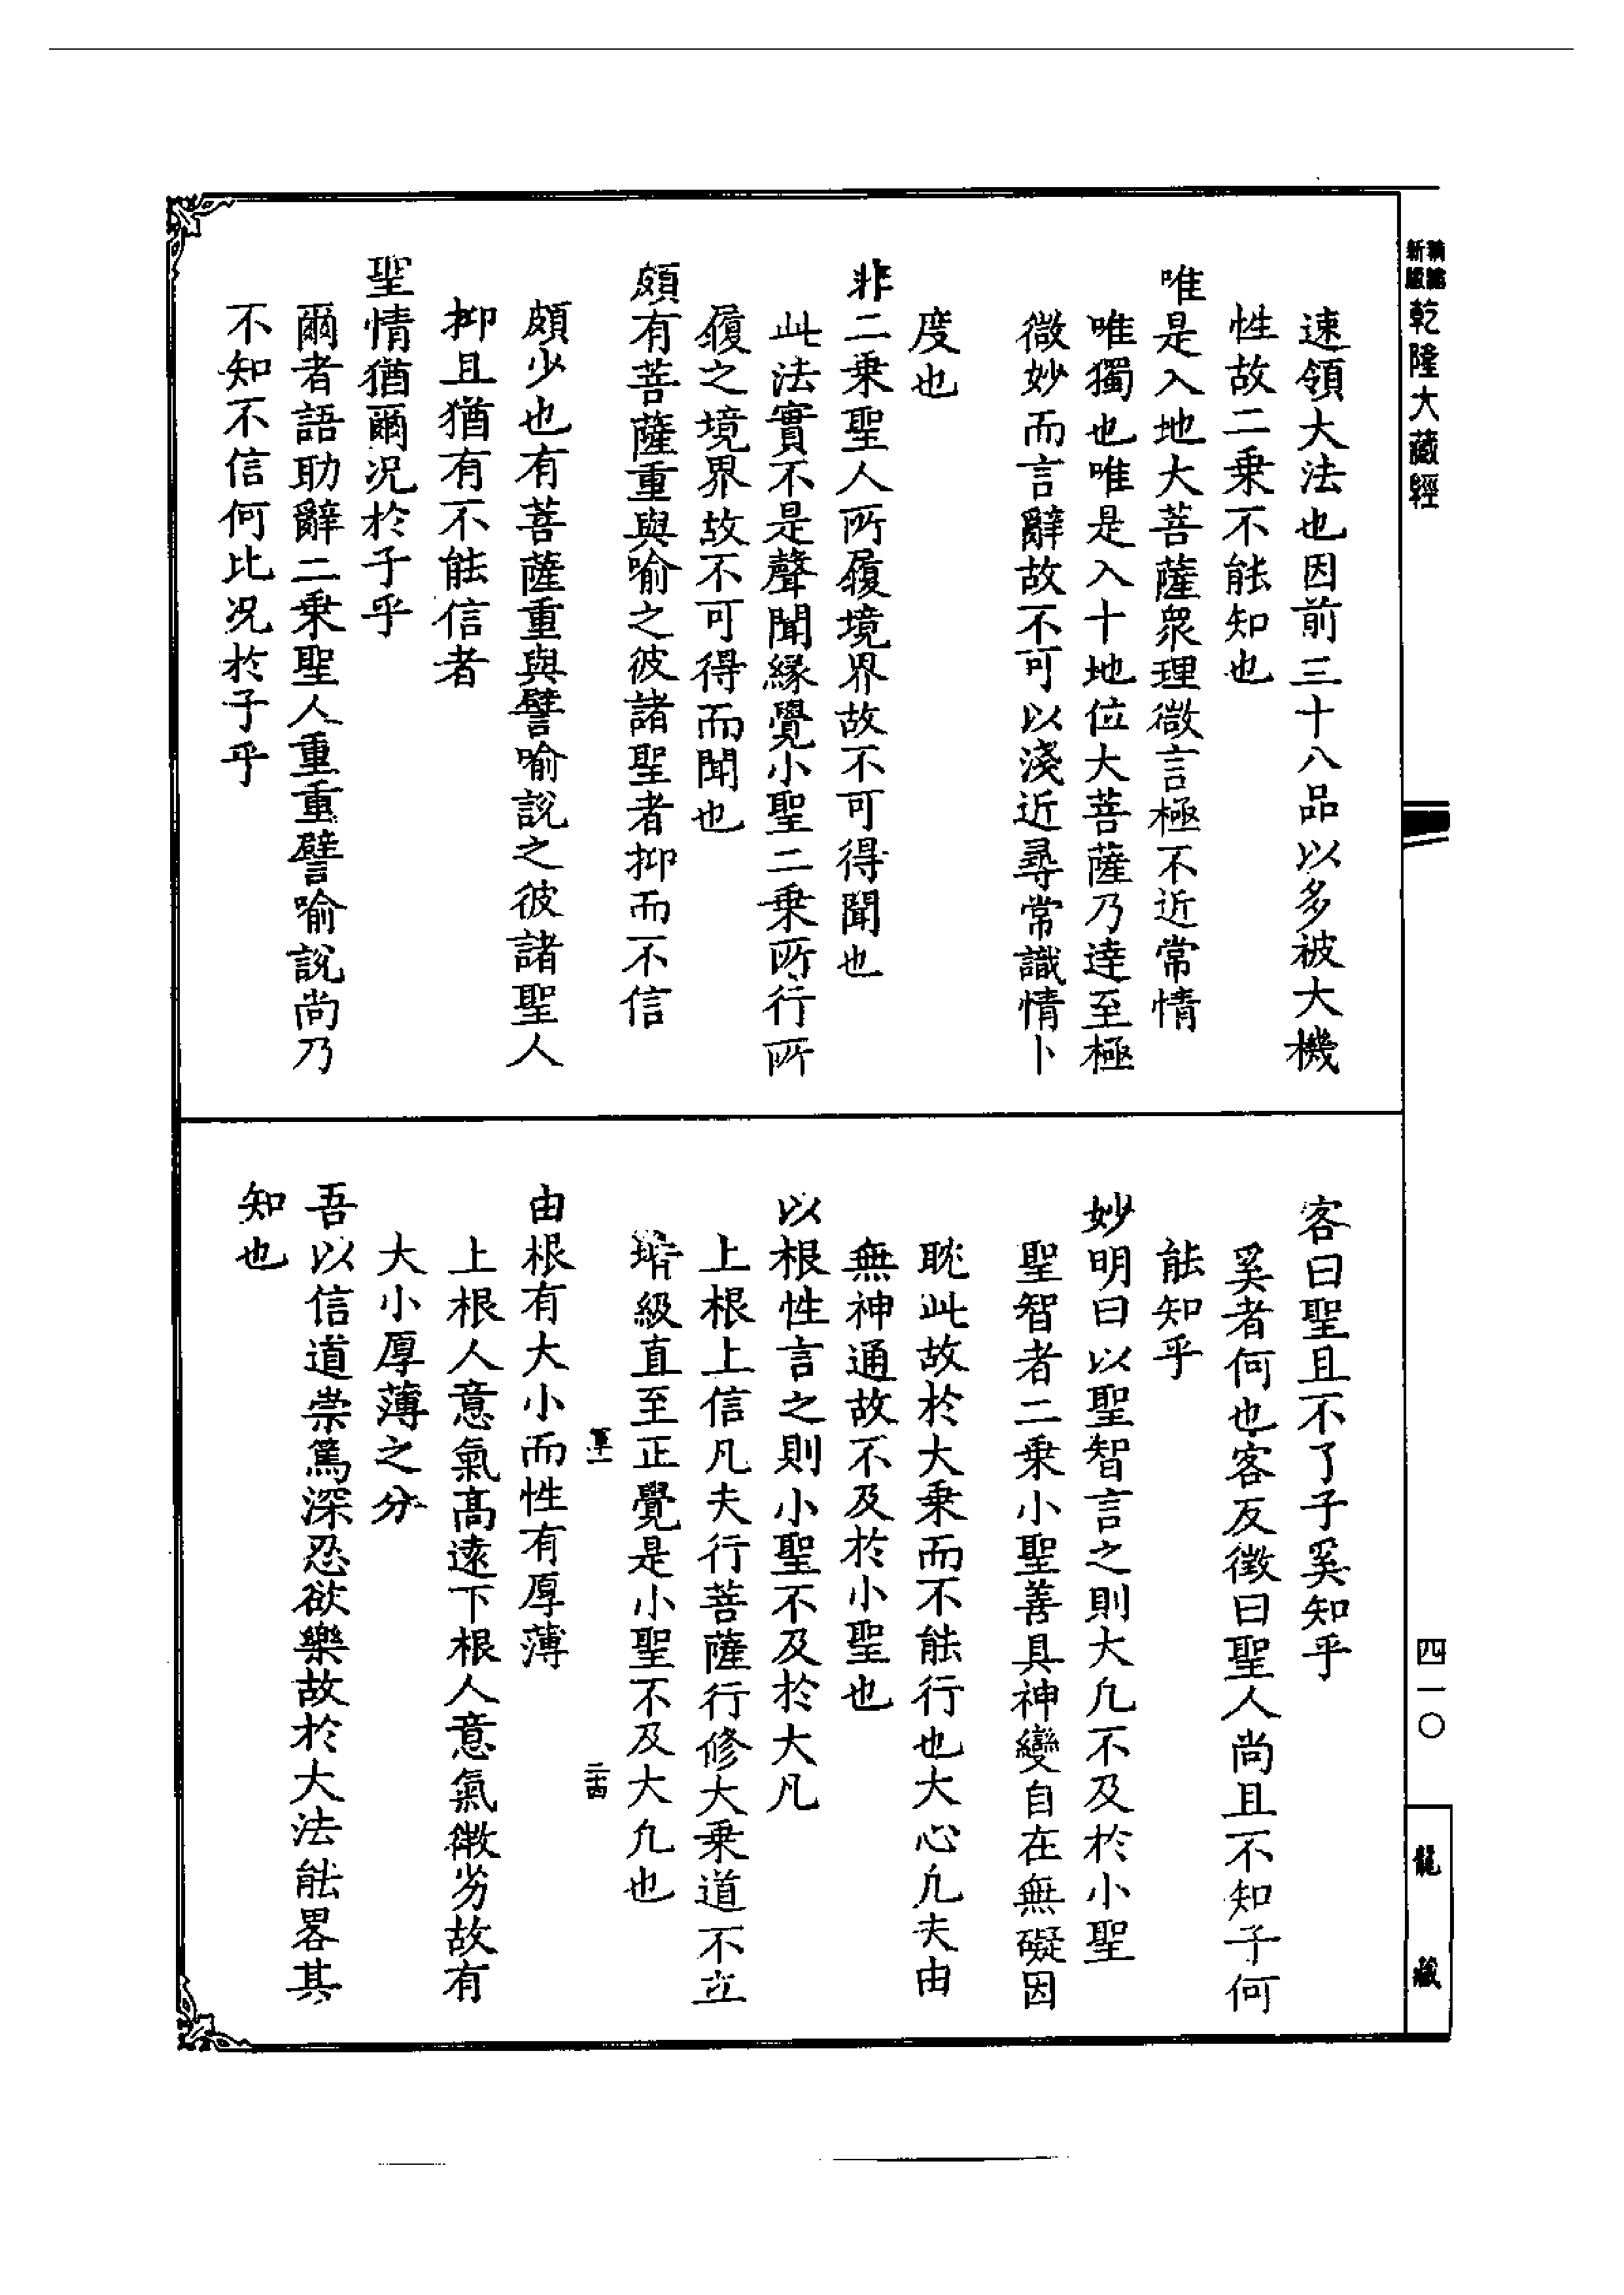 乾隆大藏經
速領大法也因前三十八品以多被大機
性故二乘不能知也
唯是入地大菩薩衆理微言極不近常情
唯獨也唯是入十地位大菩薩乃達至極
微妙而言辭故不可以淺近尋常識情卜
度也
非二乘聖人所履境界故不可得聞也
此法實不是聲聞緣覺小聖二乘所行所
履之境界故不可得而聞也
頗有菩薩重與喻之彼諸聖者抑而不信
頗少也有菩薩重與譬喻說之彼諸聖人
抑且猶有不能信者
聖情猶爾况於子乎
爾者語助辭二乘聖人重重譬喻說尚乃
不知不信何比况於子乎
客曰聖且不了子奚知乎
奚者何也客反徵曰聖人尚且不知子何
能知乎
妙明曰以聖智言之則大凢不及於小聖
聖智者二乘小聖善具神變自在無礙因
耽此故於大乘而不能行也大心凢夫由
無神通故不及於小聖也
以根性言之則小聖不及於大凡
上根上信凡夫行菩薩行修大乘道不立
堦級直至正覺是小聖不及大凢也
由根有大小而性有厚薄
上根人意氣高遠下根人意氣微劣故有
大小厚薄之分
吾以信道崇篤深忍欲樂故於大法能畧其
知也
四一〇
龍藏